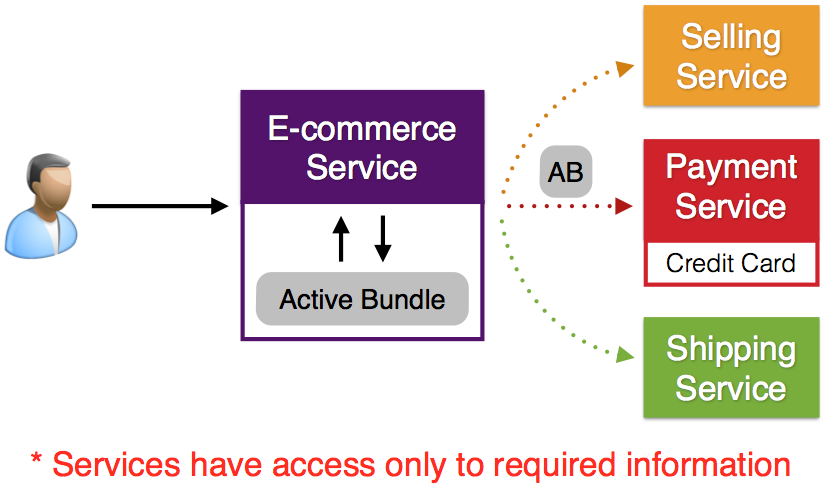 Selling
Service
E-commerce
Service
AB
Payment
Service
Credit Card
Active Bundle
Shipping
Service
* Services have access only to required information